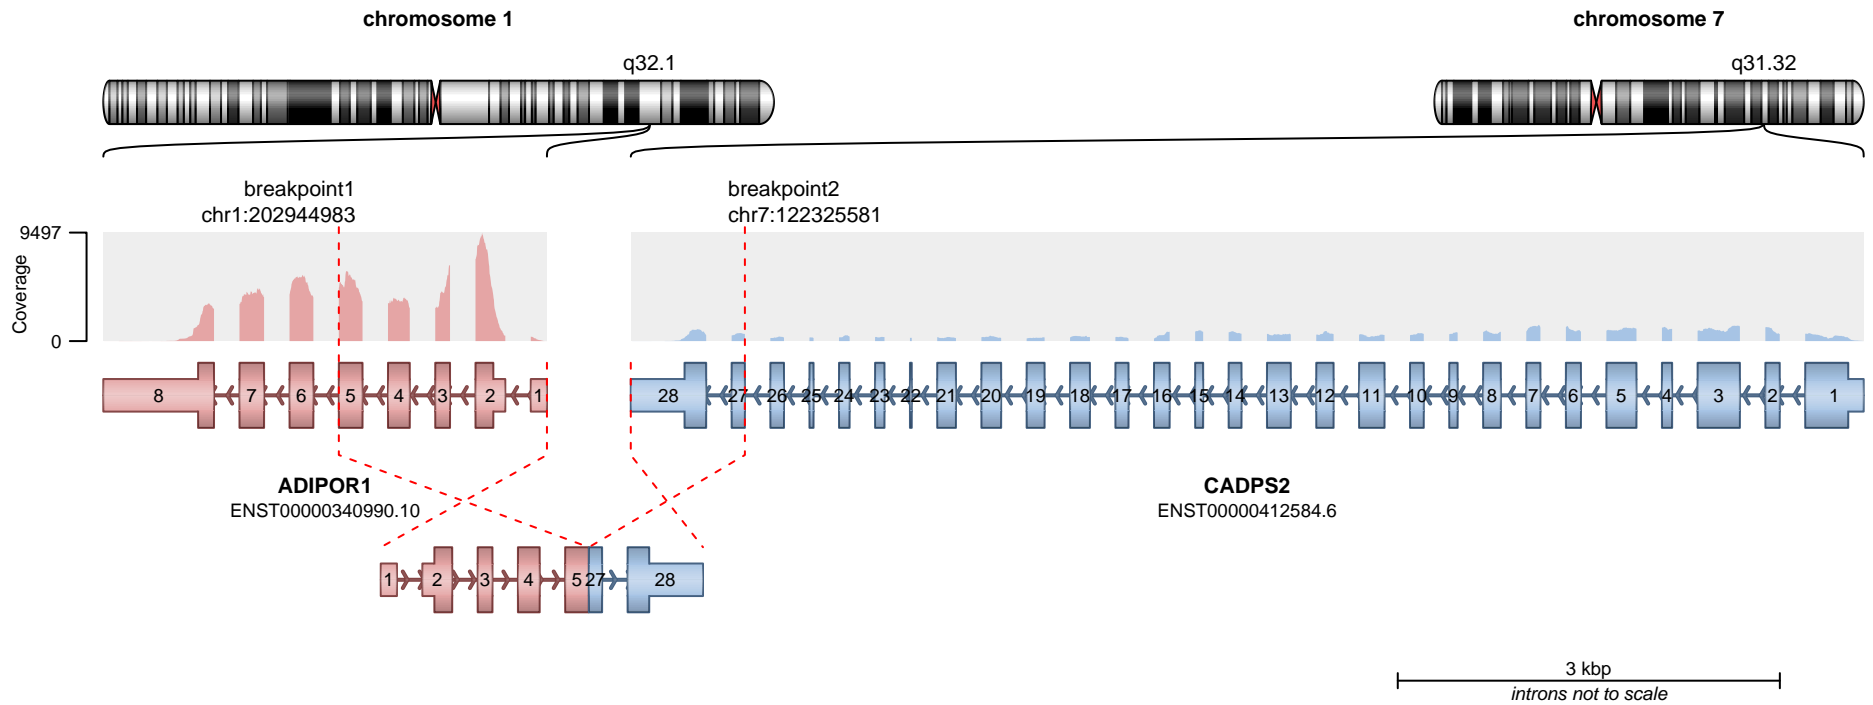 chromosome 1
chromosome 7
q32.1
q31.32
breakpoint1
chr1:202944983
breakpoint2
chr7:122325581
9497
Coverage
0
8 7 6 5 4 3 2 1
28 27 26 25 24 23 22 21 20 19 18 17 16 15 14 13 12 11 10 9 8 7 6 5 4 3 2 1
ADIPOR1
ENST00000340990.10
CADPS2
ENST00000412584.6
1 2 3 4 5 27 28
3 kbp
introns not to scale